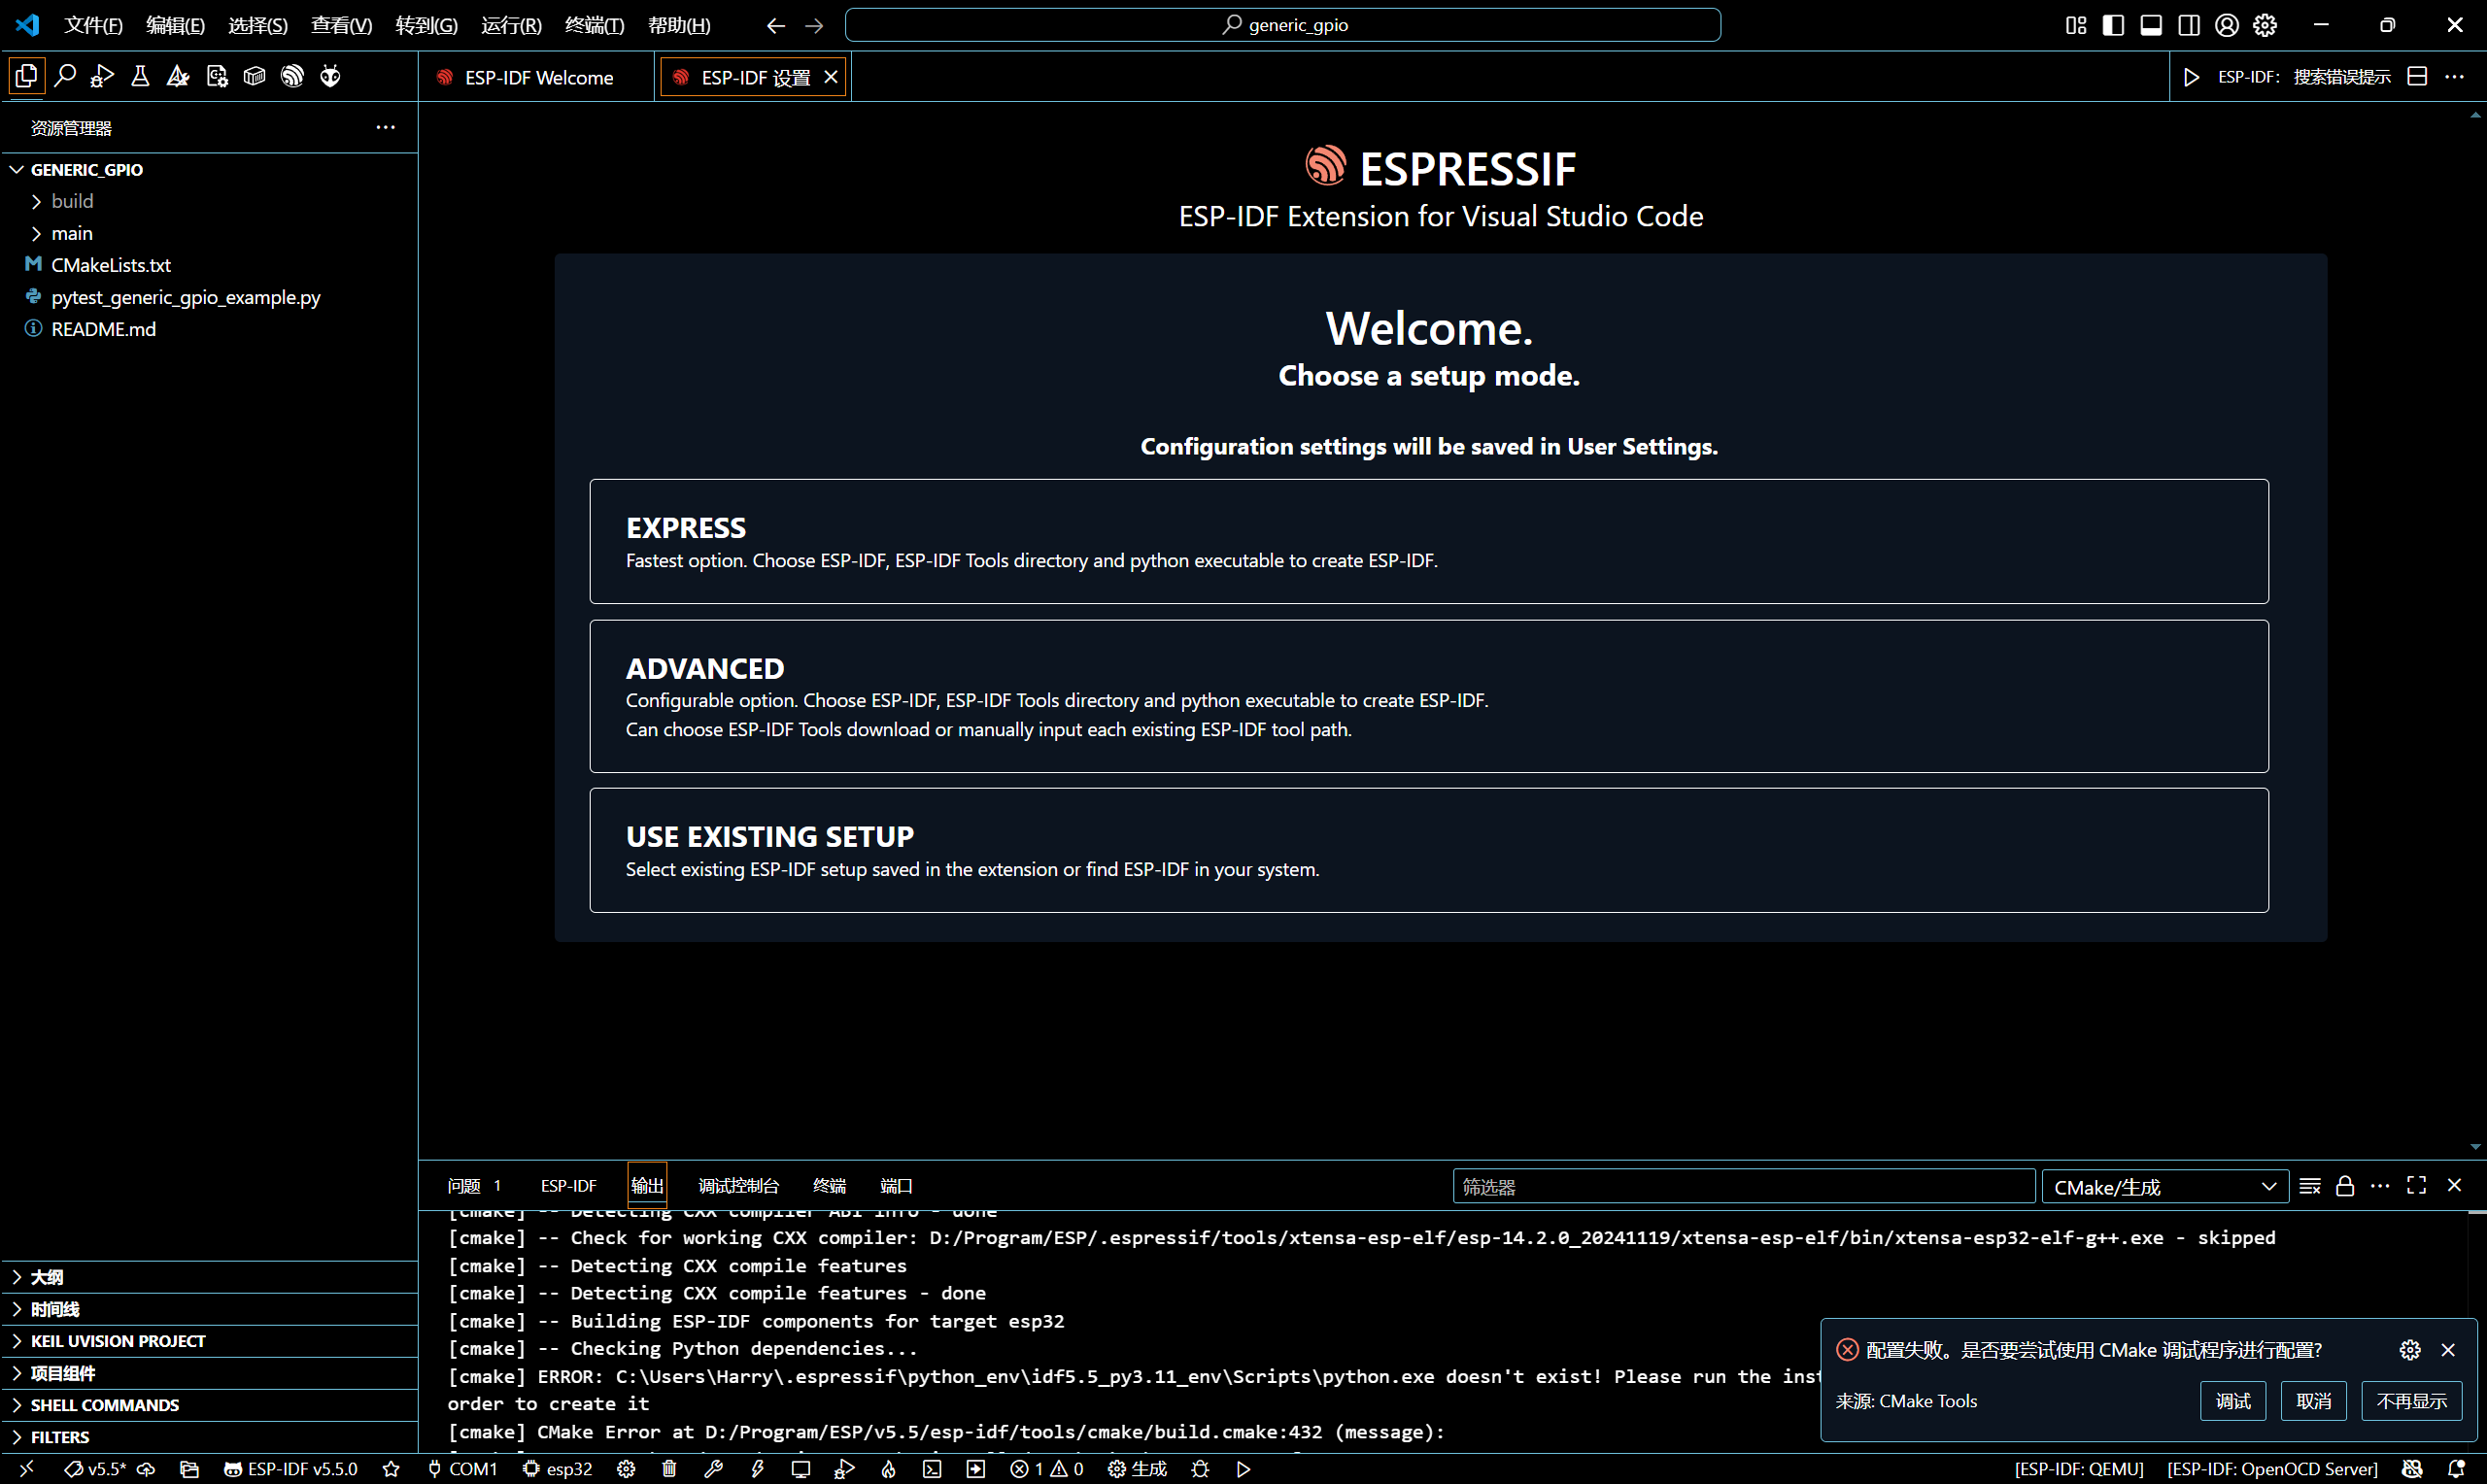 文件(F) 编辑(E) 选择(S) 查看(V) 转到(G) 运行(R) 终端(T) 帮助(H)
generic_gpio
ESP-IDF Welcome
ESP-IDF 设置
ESP-IDF: 搜索错误提示
资源管理器
GENERIC_GPIO
build
main
CMakeLists.txt
pytest_generic_gpio_example.py
README.md
大纲
时间线
KEIL UVISION PROJECT
项目组件
SHELL COMMANDS
FILTERS
ESPRESSIF
ESP-IDF Extension for Visual Studio Code
Welcome.
Choose a setup mode.
Configuration settings will be saved in User Settings.
EXPRESS
Fastest option. Choose ESP-IDF, ESP-IDF Tools directory and python executable to create ESP-IDF.
ADVANCED
Configurable option. Choose ESP-IDF, ESP-IDF Tools directory and python executable to create ESP-IDF.
Can choose ESP-IDF Tools download or manually input each existing ESP-IDF tool path.
USE EXISTING SETUP
Select existing ESP-IDF setup saved in the extension or find ESP-IDF in your system.
问题 1 ESP-IDF 输出 调试控制台 终端 端口
筛选器
CMake/生成
[cmake] -- Detecting CXX compiler ABI info - done
[cmake] -- Check for working CXX compiler: D:/Program/ESP/.espressif/tools/xtensa-esp-elf/esp-14.2.0_20241119/xtensa-esp-elf/bin/xtensa-esp32-elf-g++.exe - skipped
[cmake] -- Detecting CXX compile features
[cmake] -- Detecting CXX compile features - done
[cmake] -- Building ESP-IDF components for target esp32
[cmake] -- Checking Python dependencies...
[cmake] ERROR: C:\Users\Harry\.espressif\python_env\idf5.5_py3.11_env\Scripts\python.exe doesn't exist! Please run the
order to create it
[cmake] CMake Error at D:/Program/ESP/v5.5/esp-idf/tools/cmake/build.cmake:432 (message):
配置失败。是否要尝试使用 CMake 调试程序进行配置?
来源: CMake Tools
调试 取消 不再显示
v5.5* ESP-IDF v5.5.0 COM1 esp32 1 0 生成 [ESP-IDF: QEMU] [ESP-IDF: OpenOCD Server]